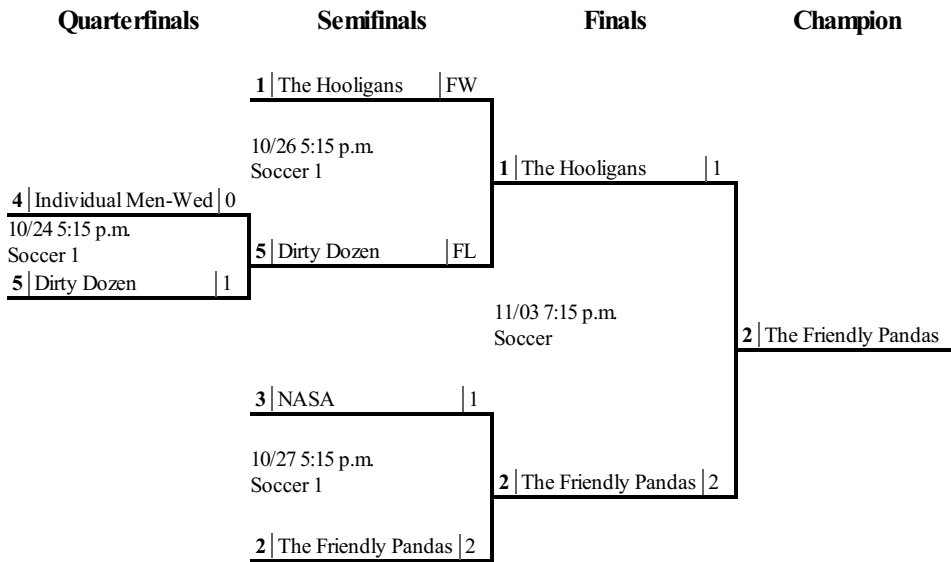 Quarterfinals Semifinals Finals Champion
1 The Hooligans FW
10/26 5:15 p.m.
Soccer 1
1 The Hooligans 1
4 Individual Men-Wed 0
10/24 5:15 p.m.
Soccer 1
5 Dirty Dozen FL
5 Dirty Dozen 1
11/03 7:15 p.m.
Soccer
2 The Friendly Pandas
3 NASA 1
10/27 5:15 p.m.
Soccer 1
2 The Friendly Pandas 2
2 The Friendly Pandas 2